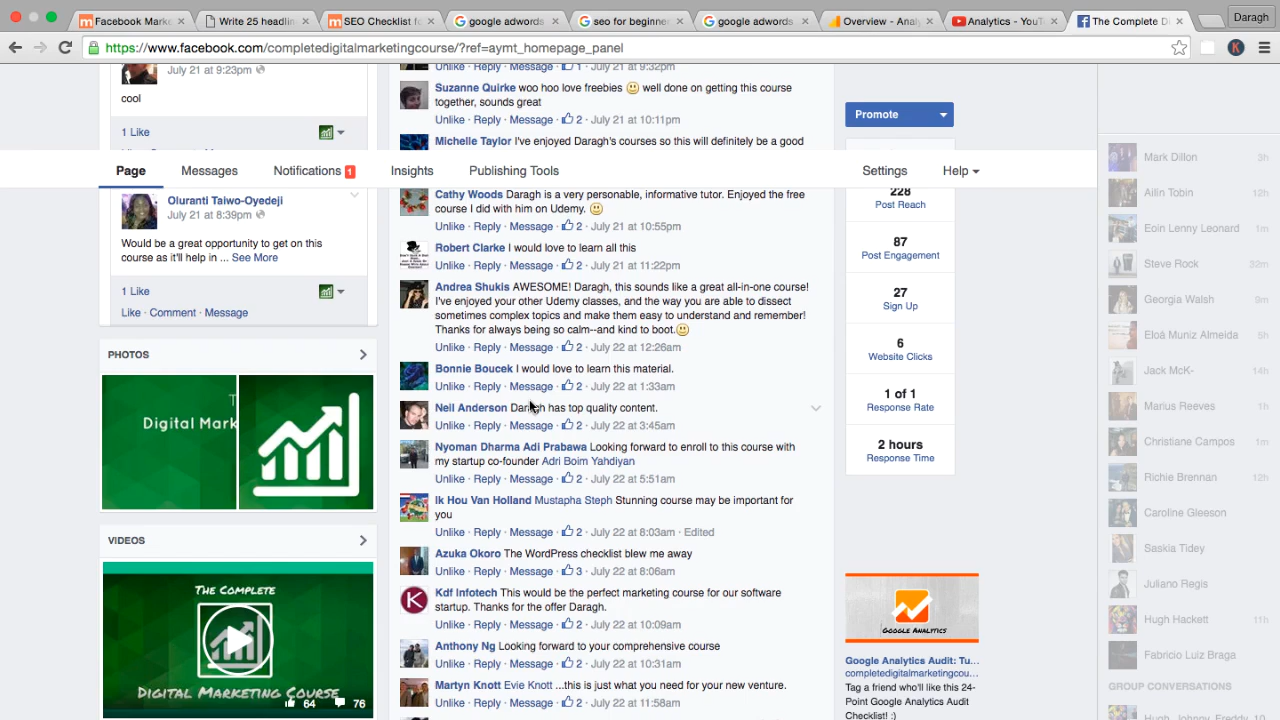 Facebook Marke
Write 25 headlin
SEO Checklist fo
google adwords
seo for beginner
google adwords
Overview - Analy
Analytics - YouT
The Complete Di
Daragh
https://www.facebook.com/completedigitalmarketingcourse/?ref=aymt_homepage_panel
July 21 at 9:23pm
cool
1 Like
Unlike · Reply · Message · 1 · July 21 at 9:32pm
Suzanne Quirke woo hoo love freebies well done on getting this course
together, sounds great
Unlike · Reply · Message · 2 · July 21 at 10:11pm
Michelle Taylor I've enjoyed Daragh's courses so this will definitely be a good
Promote
Page
Messages
Notifications 1
Insights
Publishing Tools
Settings
Help
Oluranti Taiwo-Oyedeji
July 21 at 8:39pm
Would be a great opportunity to get on this
course as it'll help in ... See More
1 Like
Like · Comment · Message
PHOTOS
Digital Mark
VIDEOS
THE COMPLETE
DIGITAL MARKETING COURSE
64 76
Cathy Woods Daragh is a very personable, informative tutor. Enjoyed the free
course I did with him on Udemy.
Unlike · Reply · Message · 2 · July 21 at 10:55pm
Robert Clarke I would love to learn all this
Unlike · Reply · Message · 2 · July 21 at 11:22pm
Andrea Shukis AWESOME! Daragh, this sounds like a great all-in-one course!
I've enjoyed your other Udemy classes, and the way you are able to dissect
sometimes complex topics and make them easy to understand and remember!
Thanks for always being so calm--and kind to boot.
Unlike · Reply · Message · 2 · July 22 at 12:26am
Bonnie Boucek I would love to learn this material.
Unlike · Reply · Message · 2 · July 22 at 1:33am
Neil Anderson Daragh has top quality content.
Unlike · Reply · Message · 2 · July 22 at 3:45am
Nyoman Dharma Adi Prabawa Looking forward to enroll to this course with
my startup co-founder Adri Boim Yahdiyan
Unlike · Reply · Message · 2 · July 22 at 5:51am
Ik Hou Van Holland Mustapha Steph Stunning course may be important for
you
Unlike · Reply · Message · 2 · July 22 at 8:03am · Edited
Azuka Okoro The WordPress checklist blew me away
Unlike · Reply · Message · 3 · July 22 at 8:06am
Kdf Infotech This would be the perfect marketing course for our software
startup. Thanks for the offer Daragh.
Unlike · Reply · Message · 2 · July 22 at 10:09am
Anthony Ng Looking forward to your comprehensive course
Unlike · Reply · Message · 2 · July 22 at 10:31am
Martyn Knott Evie Knott ...this is just what you need for your new venture.
Unlike · Reply · Message · 2 · July 22 at 11:58am
228
Post Reach
87
Post Engagement
27
Sign Up
6
Website Clicks
1 of 1
Response Rate
2 hours
Response Time
GOOGLE ANALYTICS
Google Analytics Audit: Tu...
completedigitalmarketingcou...
Tag a friend who'll like this 24-
Point Google Analytics Audit
Checklist! :)
Mark Dillon 3h
Ailin Tobin 12h
Eoin Lenny Leonard 1m
Steve Rock 32m
Georgia Walsh 9h
Eloá Muniz Almeida 5h
Jack McK- 14h
Marius Reeves 1h
Christiane Campos 1m
Richie Brennan 12h
Caroline Gleeson
Saskia Tidey
Juliano Regis
Hugh Hackett 11h
Fabricio Luiz Braga
GROUP CONVERSATIONS
Hugh, Johnny, Freddy, 10